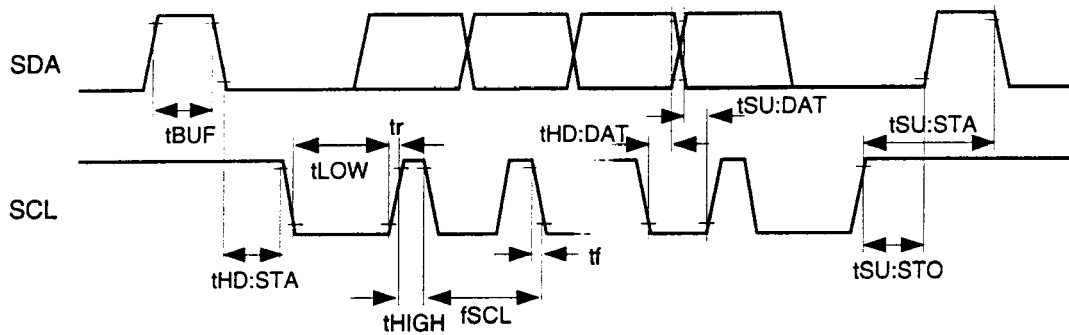 SDA
tBUF
tSU:DAT
tr
tHD:DAT
tSU:STA
tLOW
SCL
tHD:STA
tf
tSU:STO
tHIGH
fSCL